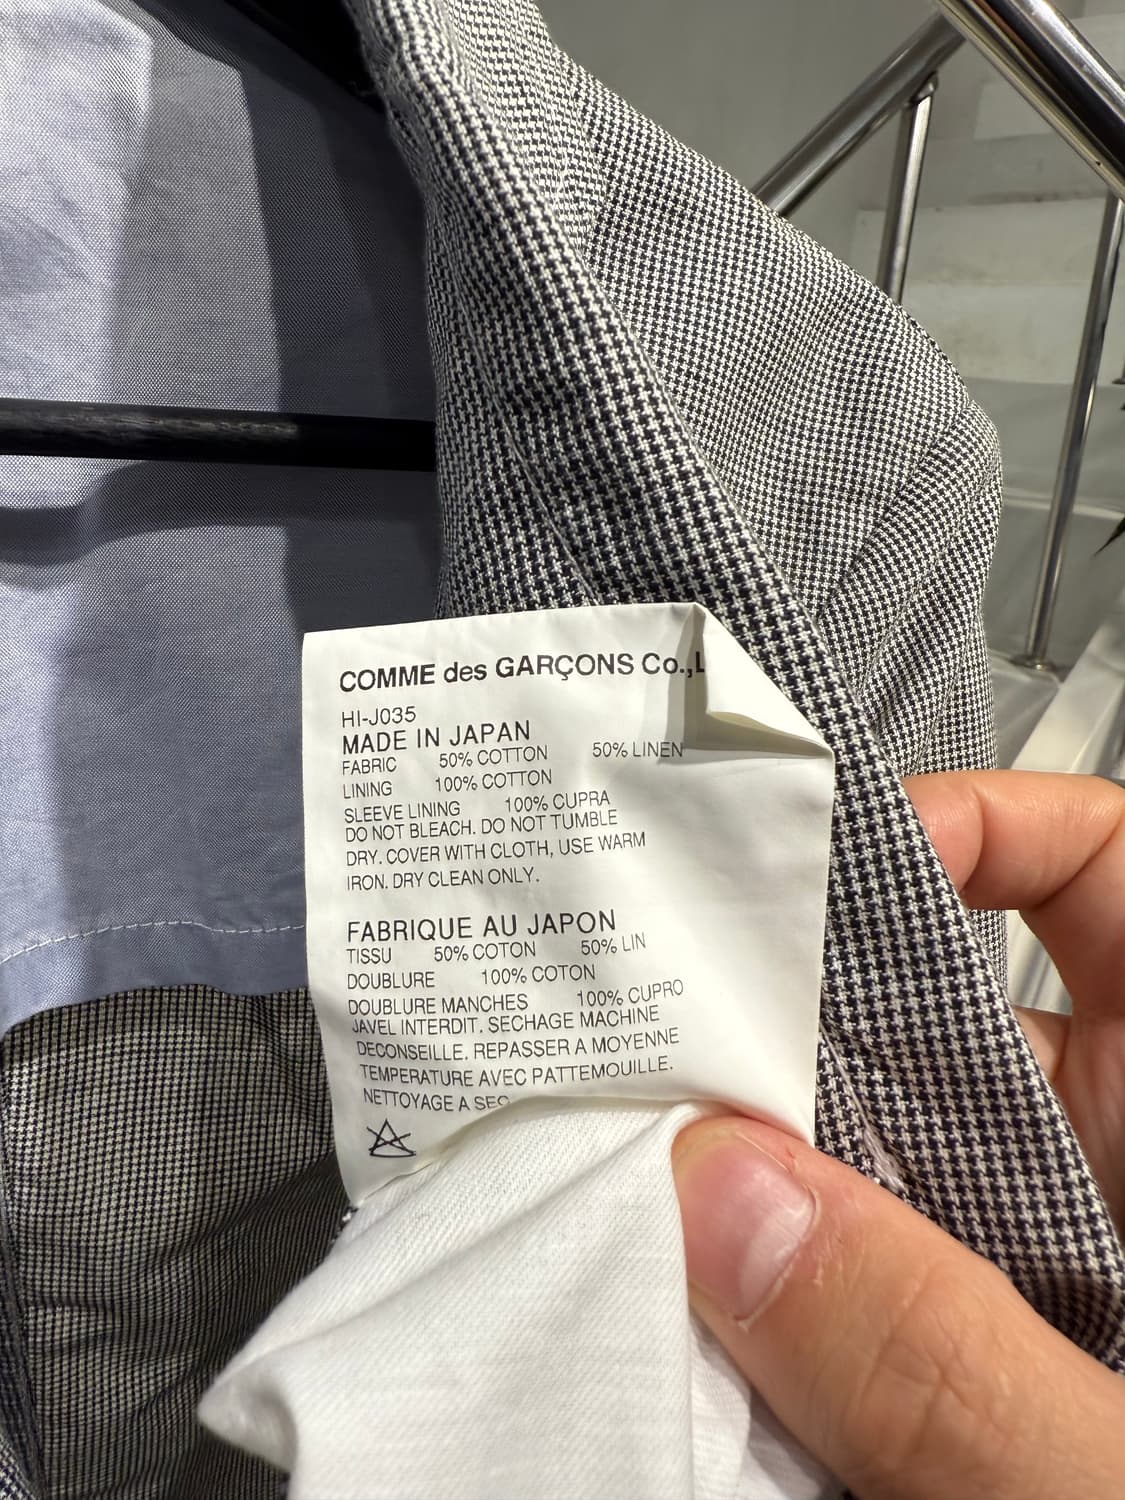 COMME des GARÇONS Co.,L
HI-J035
MADE IN JAPAN
FABRIC 50% COTTON 50% LINEN
LINING 100% COTTON
SLEEVE LINING 100% CUPRA
DO NOT BLEACH. DO NOT TUMBLE
DRY. COVER WITH CLOTH, USE WARM
IRON. DRY CLEAN ONLY.
FABRIQUE AU JAPON
TISSU 50% COTON 50% LIN
DOUBLURE 100% COTON
DOUBLURE MANCHES 100% CUPRO
JAVEL INTERDIT. SECHAGE MACHINE
DECONSEILLE. REPASSER A MOYENNE
TEMPERATURE AVEC PATTEMOUILLE.
NETTOYAGE A SEC